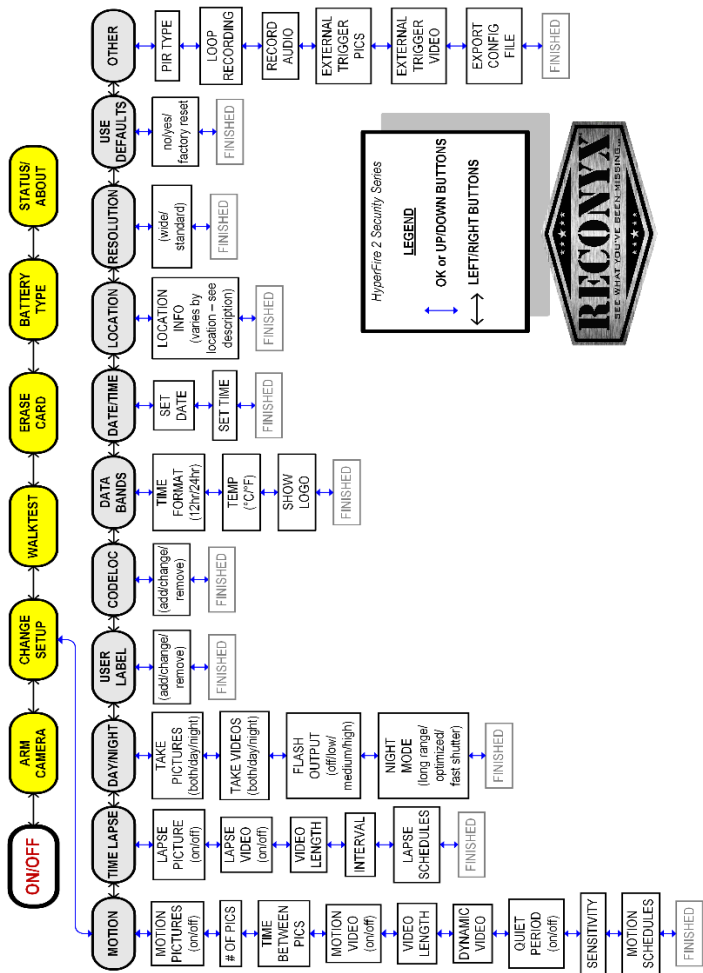 ON/OFF
ARM
CAMERA
CHANGE
SETUP
WALKTEST
ERASE
CARD
BATTERY
TYPE
STATUS/
ABOUT
MOTION
MOTION
PICTURES
(on/off)
# OF PICS
TIME
BETWEEN
PICS
MOTION
VIDEO
(on/off)
VIDEO
LENGTH
DYNAMIC
VIDEO
QUIET
PERIOD
(on/off)
SENSITIVITY
MOTION
SCHEDULES
FINISHED
TIME LAPSE
LAPSE
PICTURE
(on/off)
LAPSE
VIDEO
(on/off)
VIDEO
LENGTH
INTERVAL
LAPSE
SCHEDULES
FINISHED
DAY/NIGHT
TAKE
PICTURES
(both/day/night)
TAKE VIDEOS
(both/day/night)
FLASH
OUTPUT
(off/low/
medium/high)
NIGHT
MODE
(long range/
optimized/
fast shutter)
FINISHED
USER
LABEL
(add/change/
remove)
FINISHED
CODELOC
(add/change/
remove)
FINISHED
DATA
BANDS
TIME
FORMAT
(12hr/24hr)
TEMP
(°C/°F)
SHOW
LOGO
FINISHED
DATE/TIME
SET
DATE
SET TIME
FINISHED
LOCATION
LOCATION
INFO
(varies by
location – see
description)
FINISHED
RESOLUTION
(wide/
standard)
FINISHED
USE
DEFAULTS
no/yes/
factory reset
FINISHED
OTHER
PIR TYPE
LOOP
RECORDING
RECORD
AUDIO
EXTERNAL
TRIGGER
PICS
EXTERNAL
TRIGGER
VIDEO
EXPORT
CONFIG
FILE
FINISHED
HyperFire 2 Security Series
LEGEND
OK or UP/DOWN BUTTONS
LEFT/RIGHT BUTTONS
RECONYX
SEE WHAT YOU'VE BEEN MISSING...